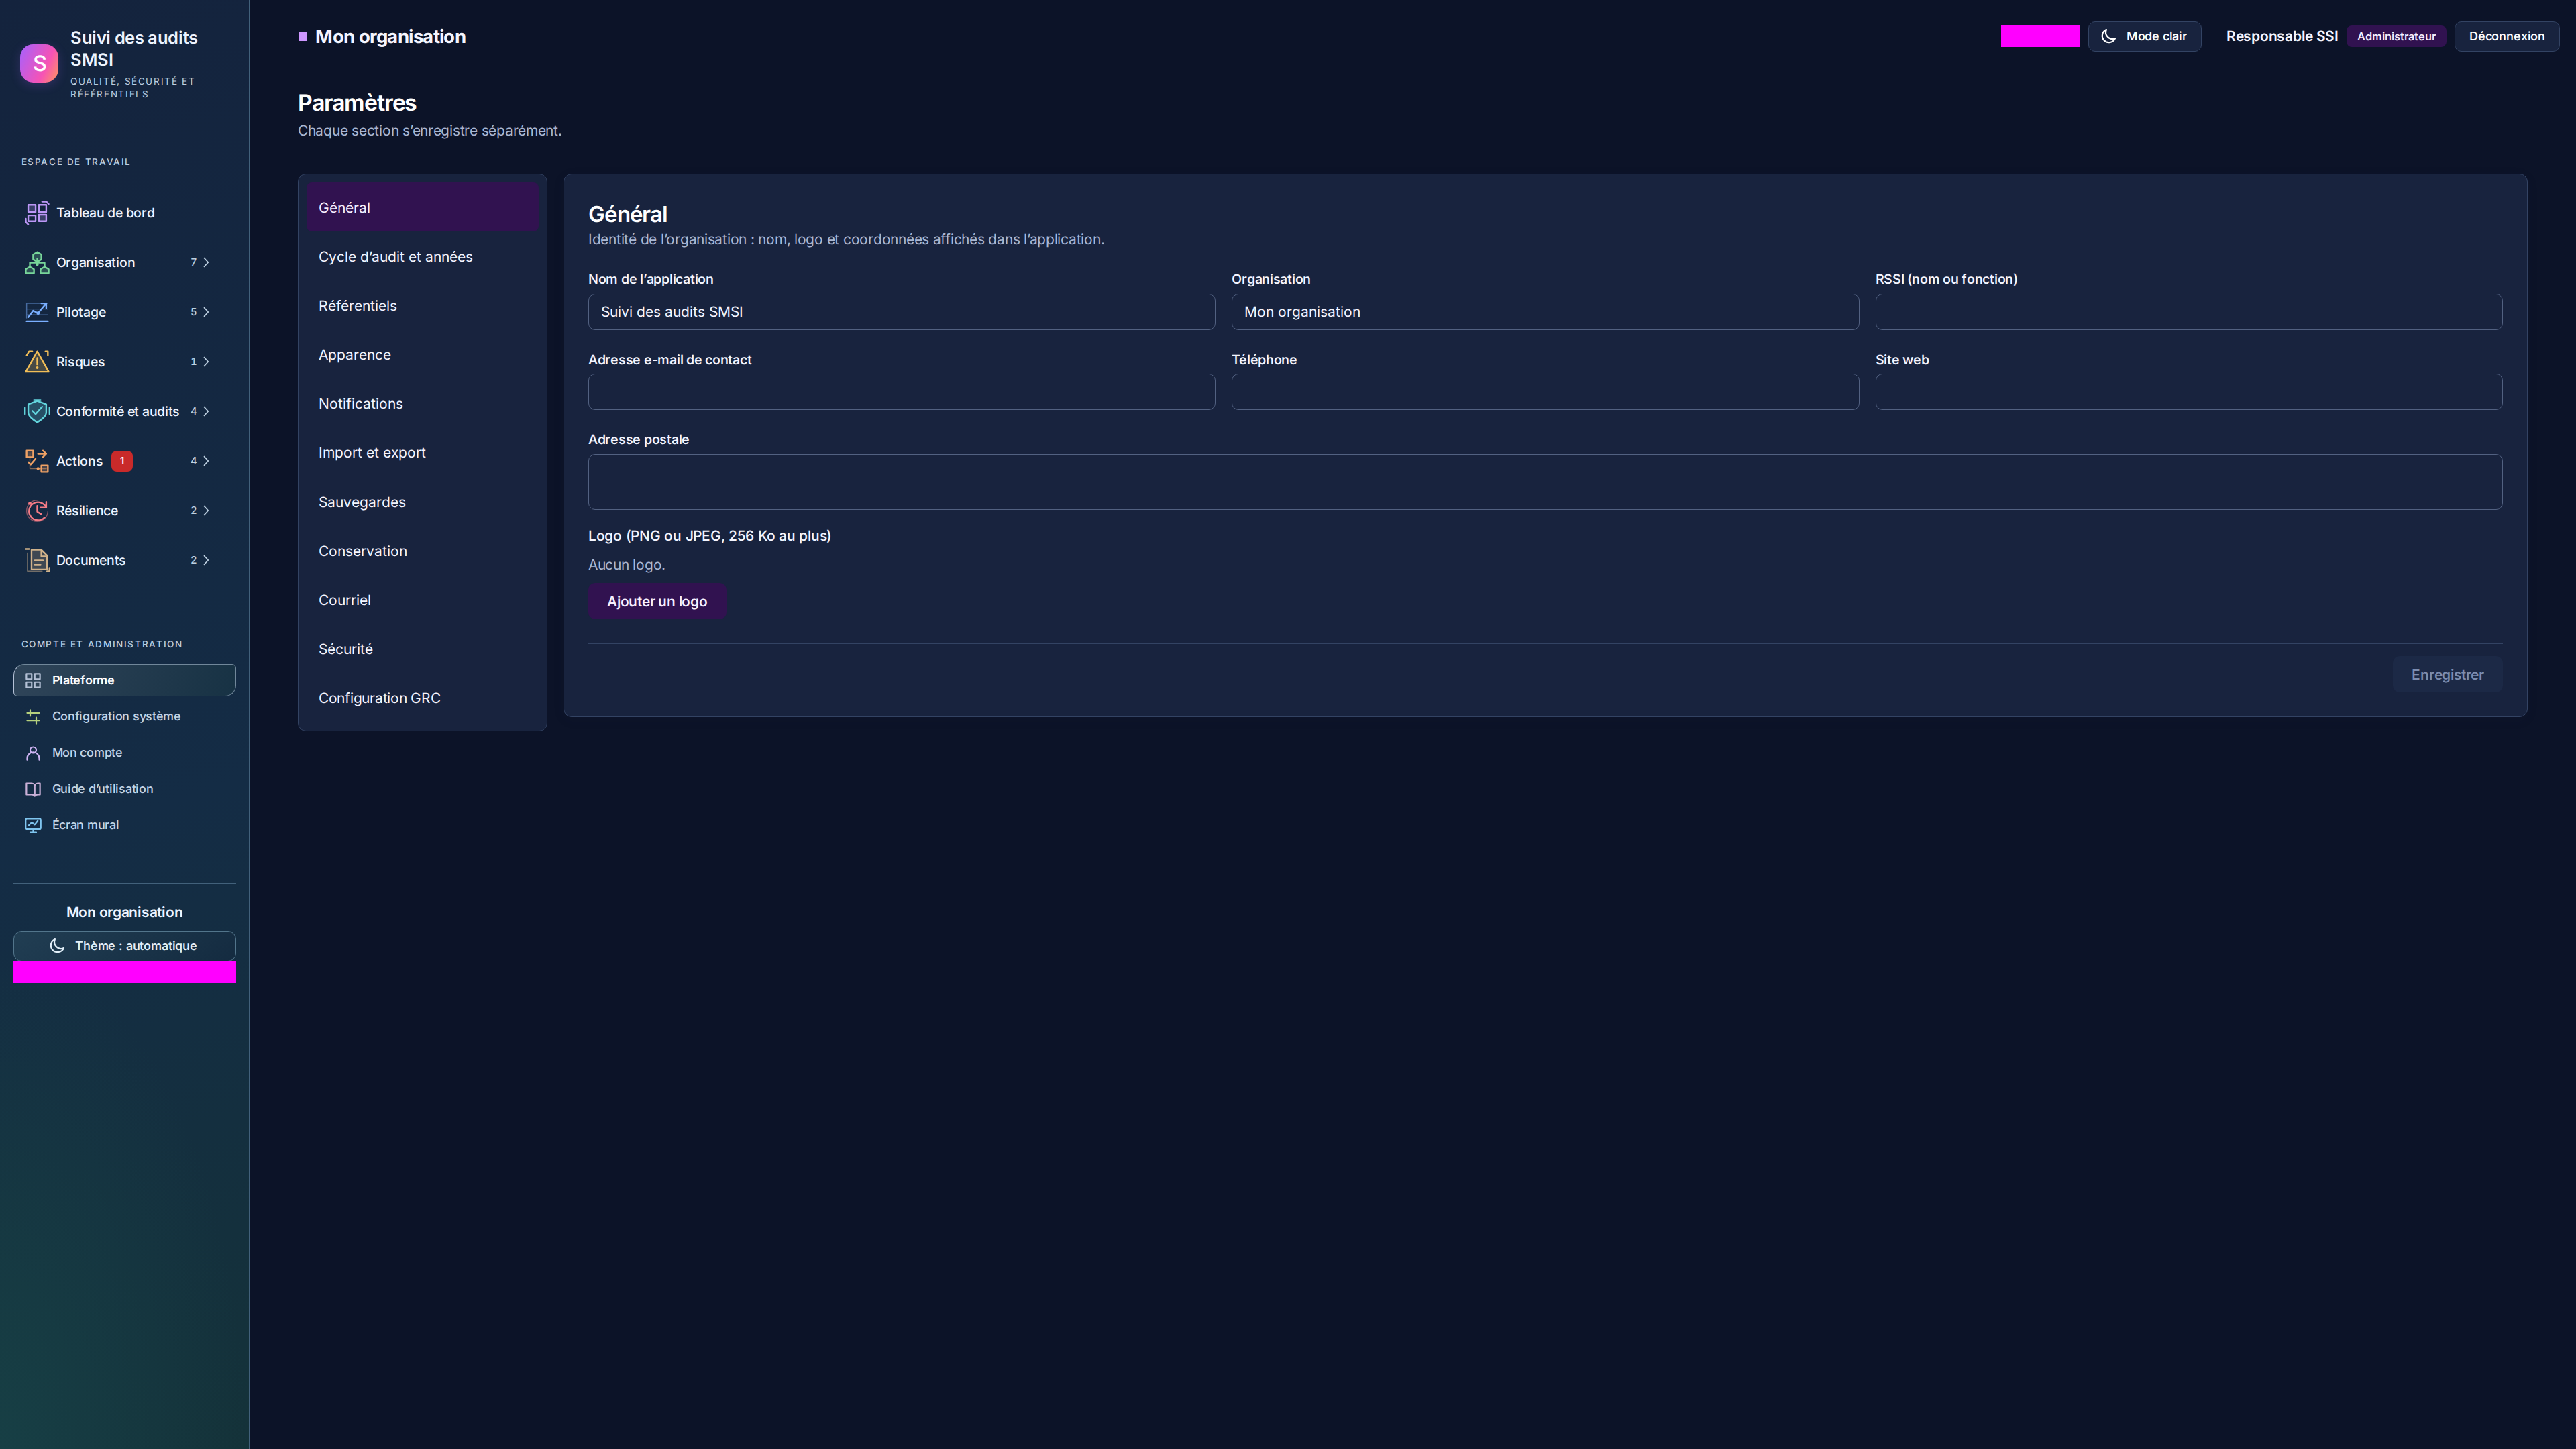 S
Suivi des audits
SMSI
QUALITÉ, SÉCURITÉ ET
RÉFÉRENTIELS
ESPACE DE TRAVAIL
Tableau de bord
Organisation 7
Pilotage 5
Risques 1
Conformité et audits 4
Actions 1 4
Résilience 2
Documents 2
COMPTE ET ADMINISTRATION
Plateforme
Configuration système
Mon compte
Guide d’utilisation
Écran mural
Mon organisation
Thème : automatique
Mon organisation
Mode clair
Responsable SSI
Administrateur
Déconnexion
Paramètres
Chaque section s’enregistre séparément.
Général
Cycle d’audit et années
Référentiels
Apparence
Notifications
Import et export
Sauvegardes
Conservation
Courriel
Sécurité
Configuration GRC
Général
Identité de l’organisation : nom, logo et coordonnées affichés dans l’application.
Nom de l’application
Suivi des audits SMSI
Organisation
Mon organisation
RSSI (nom ou fonction)
Adresse e-mail de contact
Téléphone
Site web
Adresse postale
Logo (PNG ou JPEG, 256 Ko au plus)
Aucun logo.
Ajouter un logo
Enregistrer